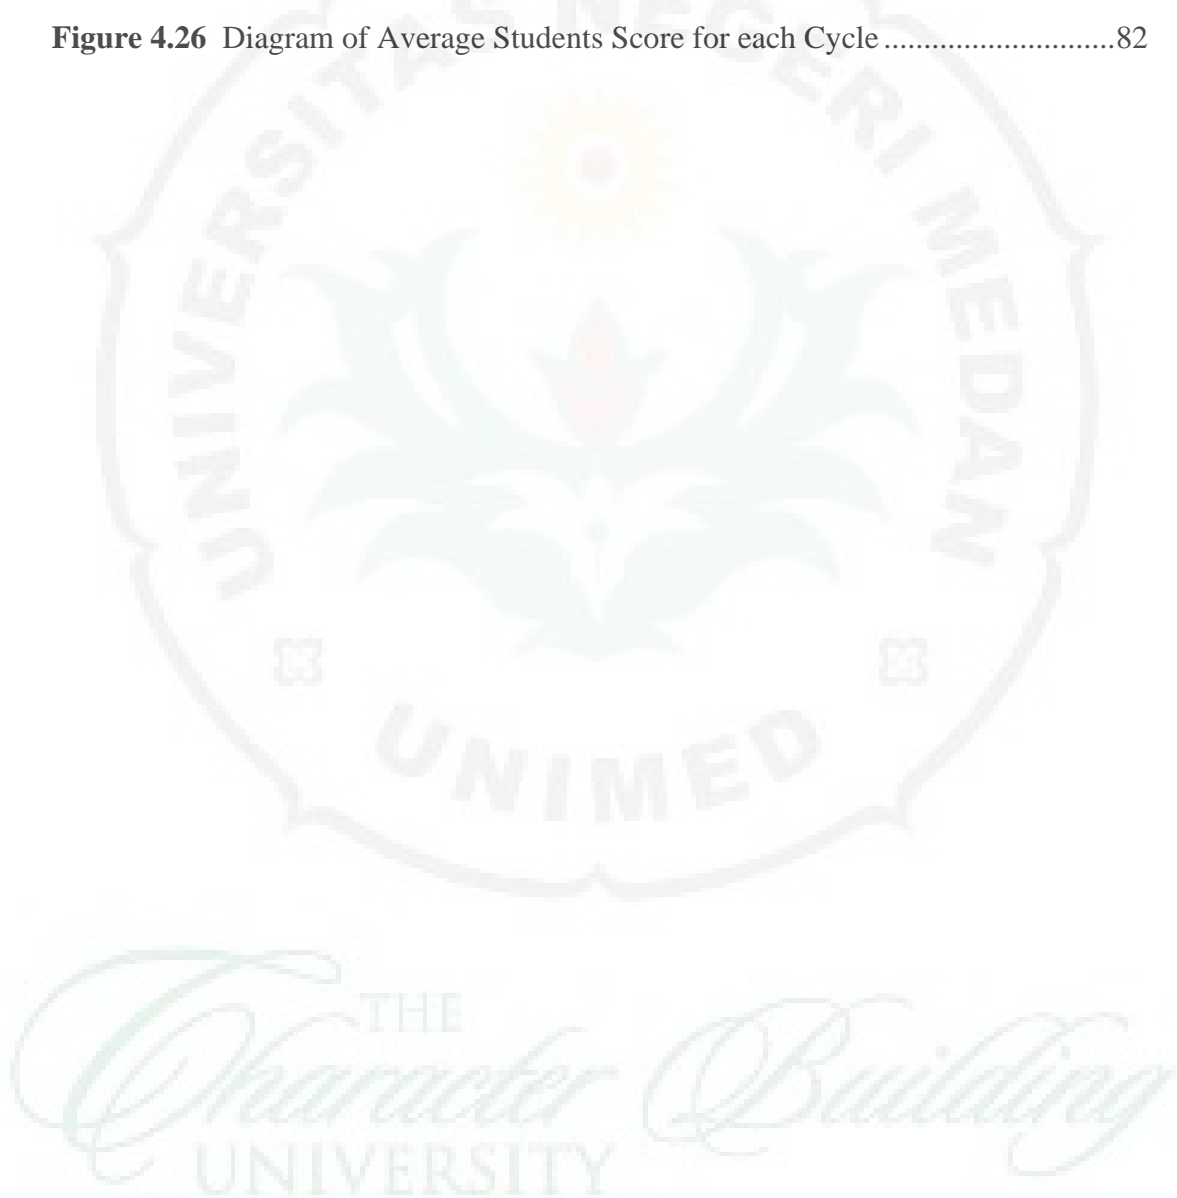 Figure 4.26 Diagram of Average Students Score for each Cycle.............................82
UNIVERSITAS NEGERI MEDAN
UNIMED
THE
Character Building
UNIVERSITY